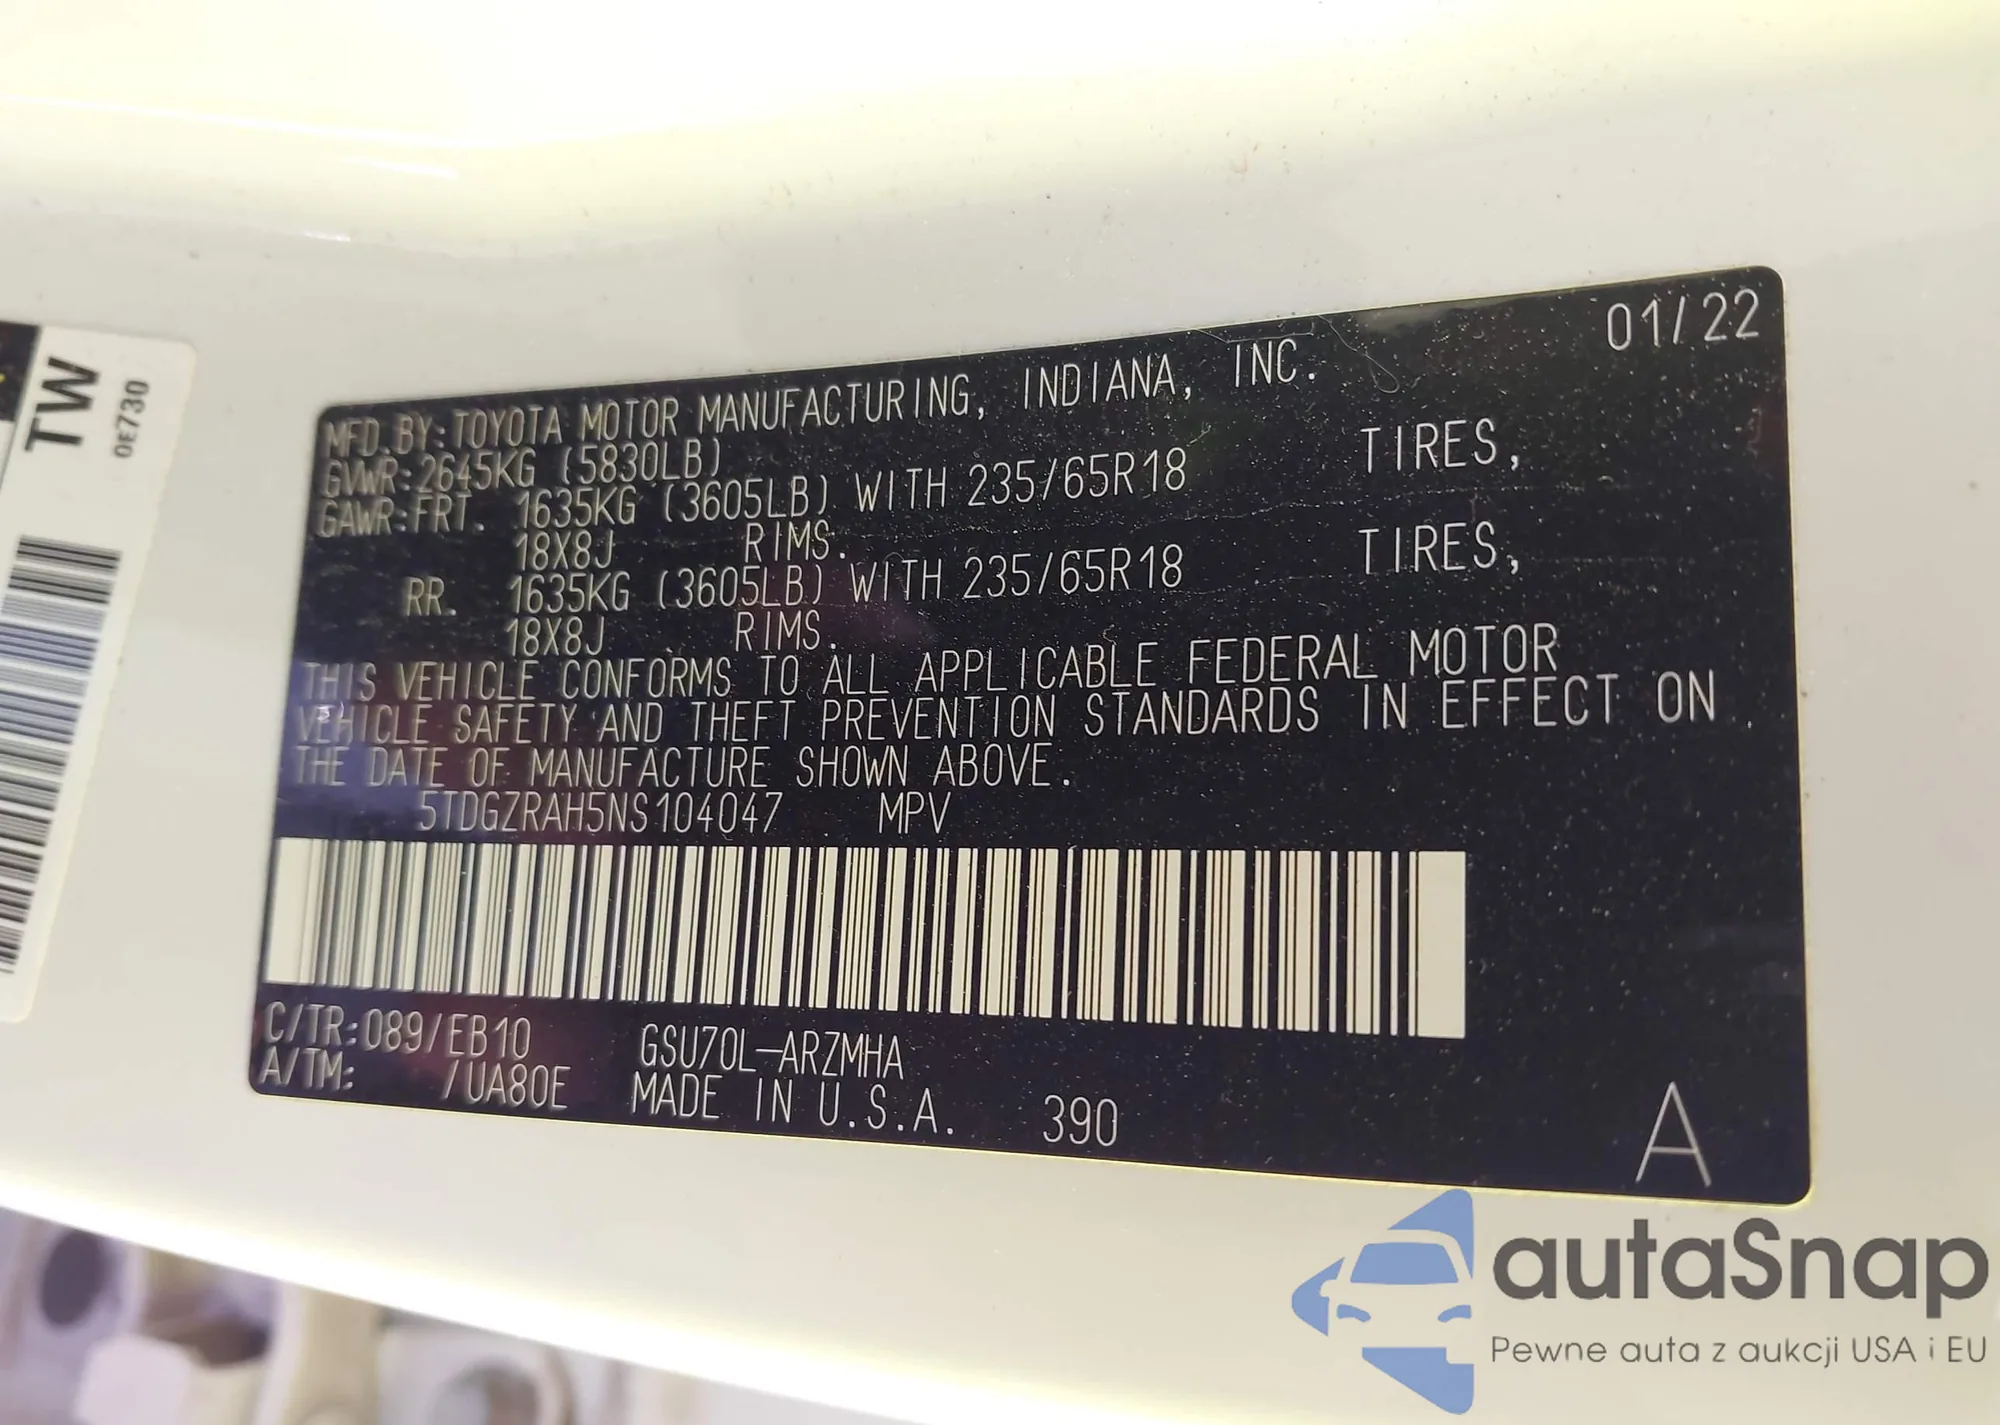 TW
0E730
01/22
MFD.BY:TOYOTA MOTOR MANUFACTURING, INDIANA, INC.
GVWR:2645KG (5830LB)
GAWR:FRT. 1635KG (3605LB) WITH 235/65R18 TIRES,
18X8J RIMS.
RR. 1635KG (3605LB) WITH 235/65R18 TIRES,
18X8J RIMS.
THIS VEHICLE CONFORMS TO ALL APPLICABLE FEDERAL MOTOR
VEHICLE SAFETY AND THEFT PREVENTION STANDARDS IN EFFECT ON
THE DATE OF MANUFACTURE SHOWN ABOVE.
5TDGZRAH5NS104047 MPV
C/TR:089/EB10 GSU70L-ARZMHA
A/TM: /UA80E MADE IN U.S.A. 390
A
autaSnap
Pewne auta z aukcji USA i EU